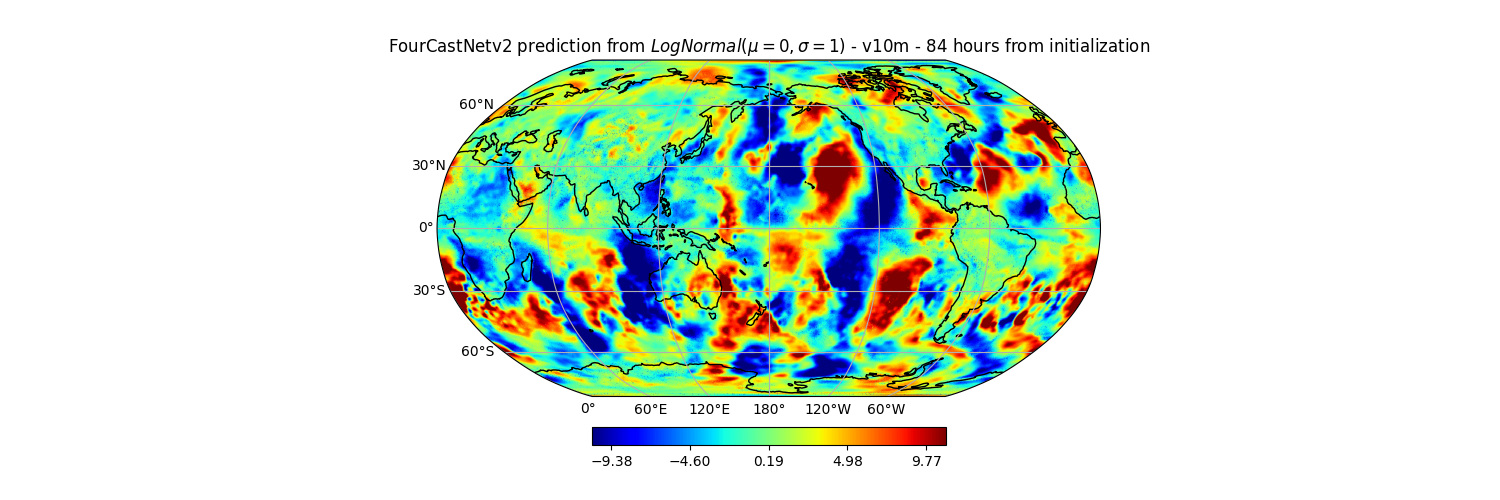 FourCastNetv2 prediction from LogNormal(μ = 0, σ = 1) - v10m - 84 hours from initialization
60°N
30°N
0°
30°S
60°S
0° 60°E 120°E 180° 120°W 60°W
−9.38 −4.60 0.19 4.98 9.77